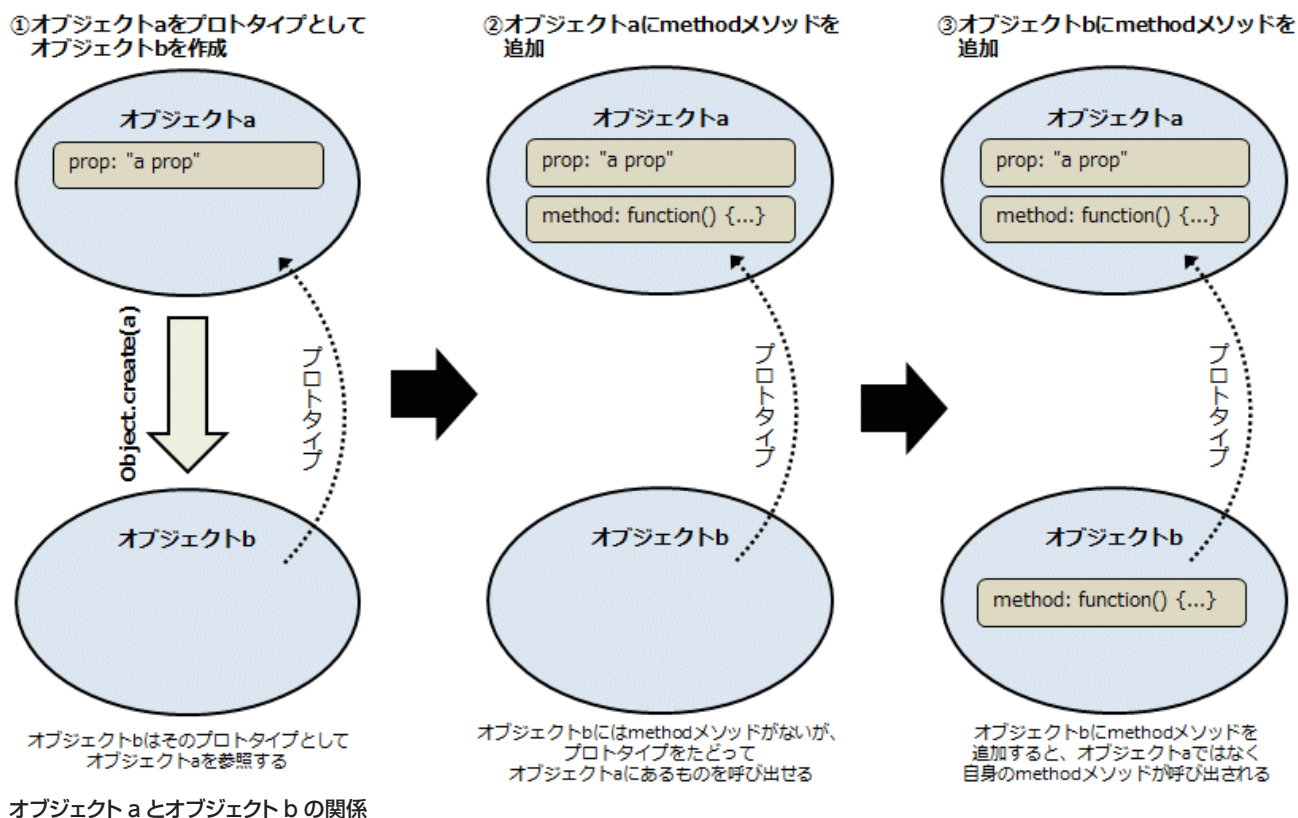 ①オブジェクトaをプロトタイプとして
オブジェクトbを作成
オブジェクトa
prop: "a prop"
Object.create(a)
プロトタイプ
オブジェクトb
オブジェクトbはそのプロトタイプとして
オブジェクトaを参照する
②オブジェクトaにmethodメソッドを
追加
オブジェクトa
prop: "a prop"
method: function() {...}
プロトタイプ
オブジェクトb
オブジェクトbにはmethodメソッドがないが、
プロトタイプをたどって
オブジェクトaにあるものを呼び出せる
③オブジェクトbにmethodメソッドを
追加
オブジェクトa
prop: "a prop"
method: function() {...}
プロトタイプ
オブジェクトb
method: function() {...}
オブジェクトbにmethodメソッドを
追加すると、オブジェクトaではなく
自身のmethodメソッドが呼び出される
オブジェクト a とオブジェクト b の関係